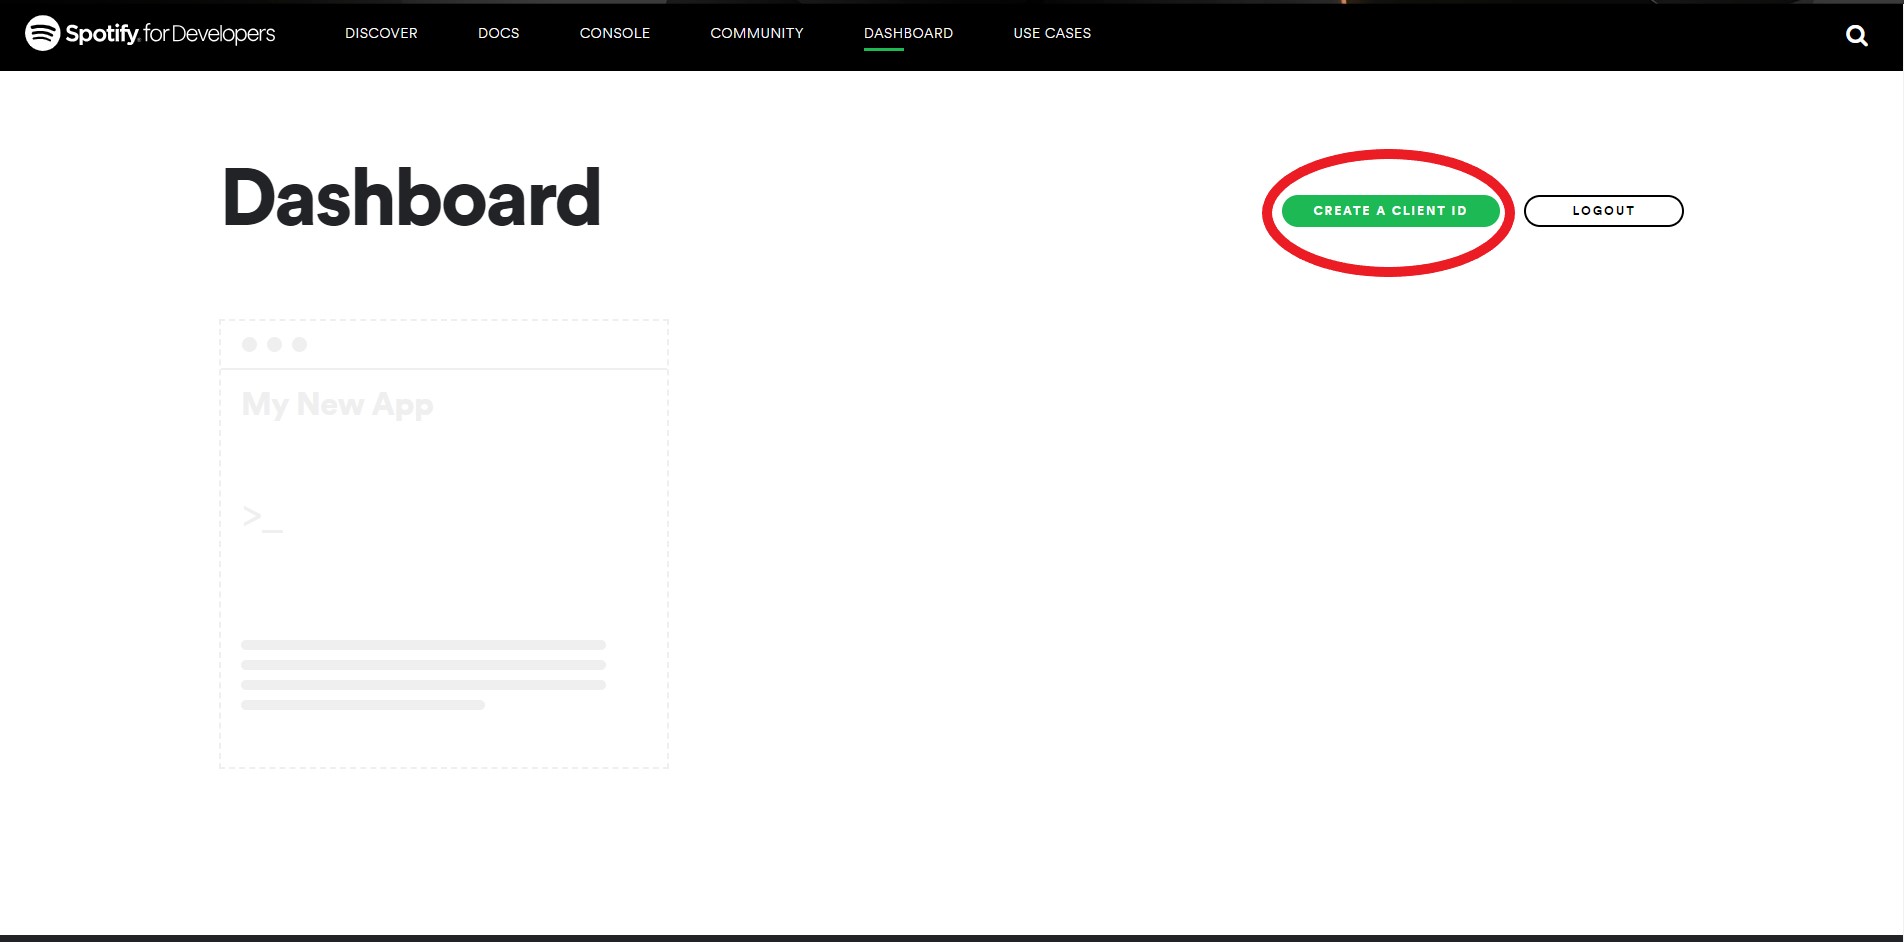 Spotify for Developers
DISCOVER
DOCS
CONSOLE
COMMUNITY
DASHBOARD
USE CASES
Dashboard
CREATE A CLIENT ID
LOGOUT
My New App
>_